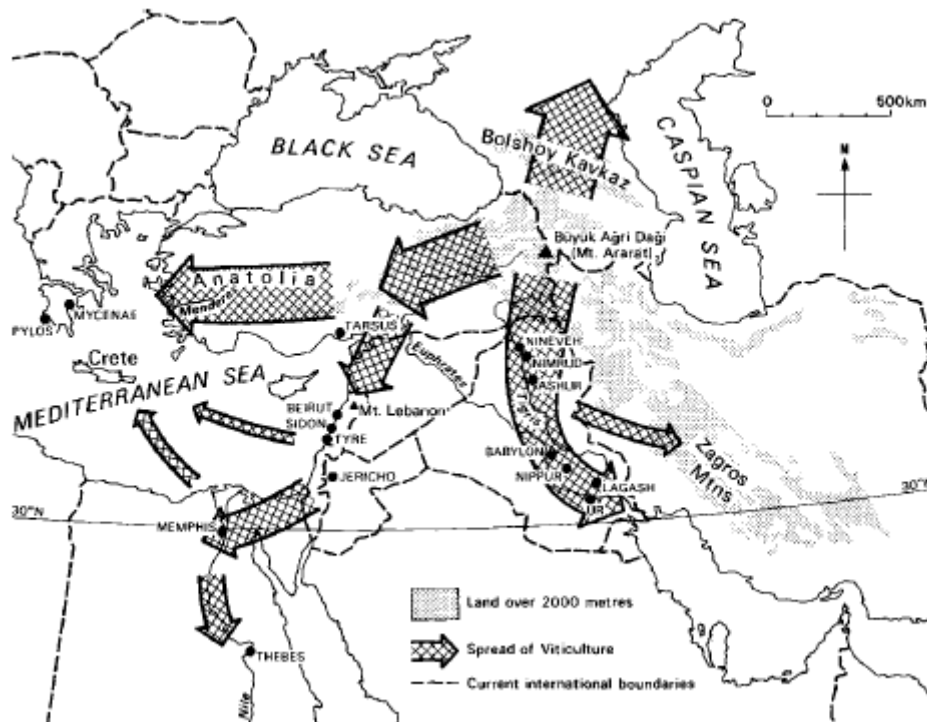 BLACK SEA
Bolshoy Kavkaz
CASPIAN SEA
0 500km
N
Büyük Ağri Daği
(Mt. Ararat)
Anatolia
Menderes
MYCENAE
PYLOS
TARSUS
Crete
MEDITERRANEAN SEA
Euphrates
NINEVEH
NIMRUD
ASHUR
Tigris
BEIRUT
Mt. Lebanon
SIDON
TYRE
JERICHO
BABYLON
NIPPUR
LAGASH
UR
Zagros
Mtns
30°N
30°N
MEMPHIS
THEBES
Nile
Land over 2000 metres
Spread of Viticulture
Current international boundaries